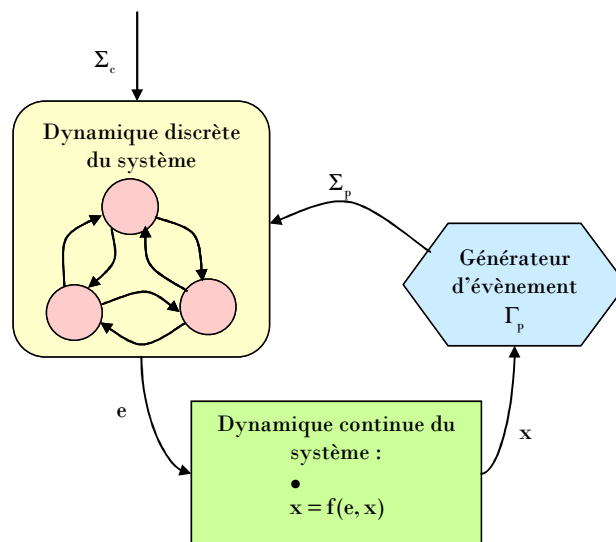 Σc
Dynamique discrète
du système
Σp
Générateur
d'évènement
Γp
e
Dynamique continue du
système :
x
•
x = f(e, x)